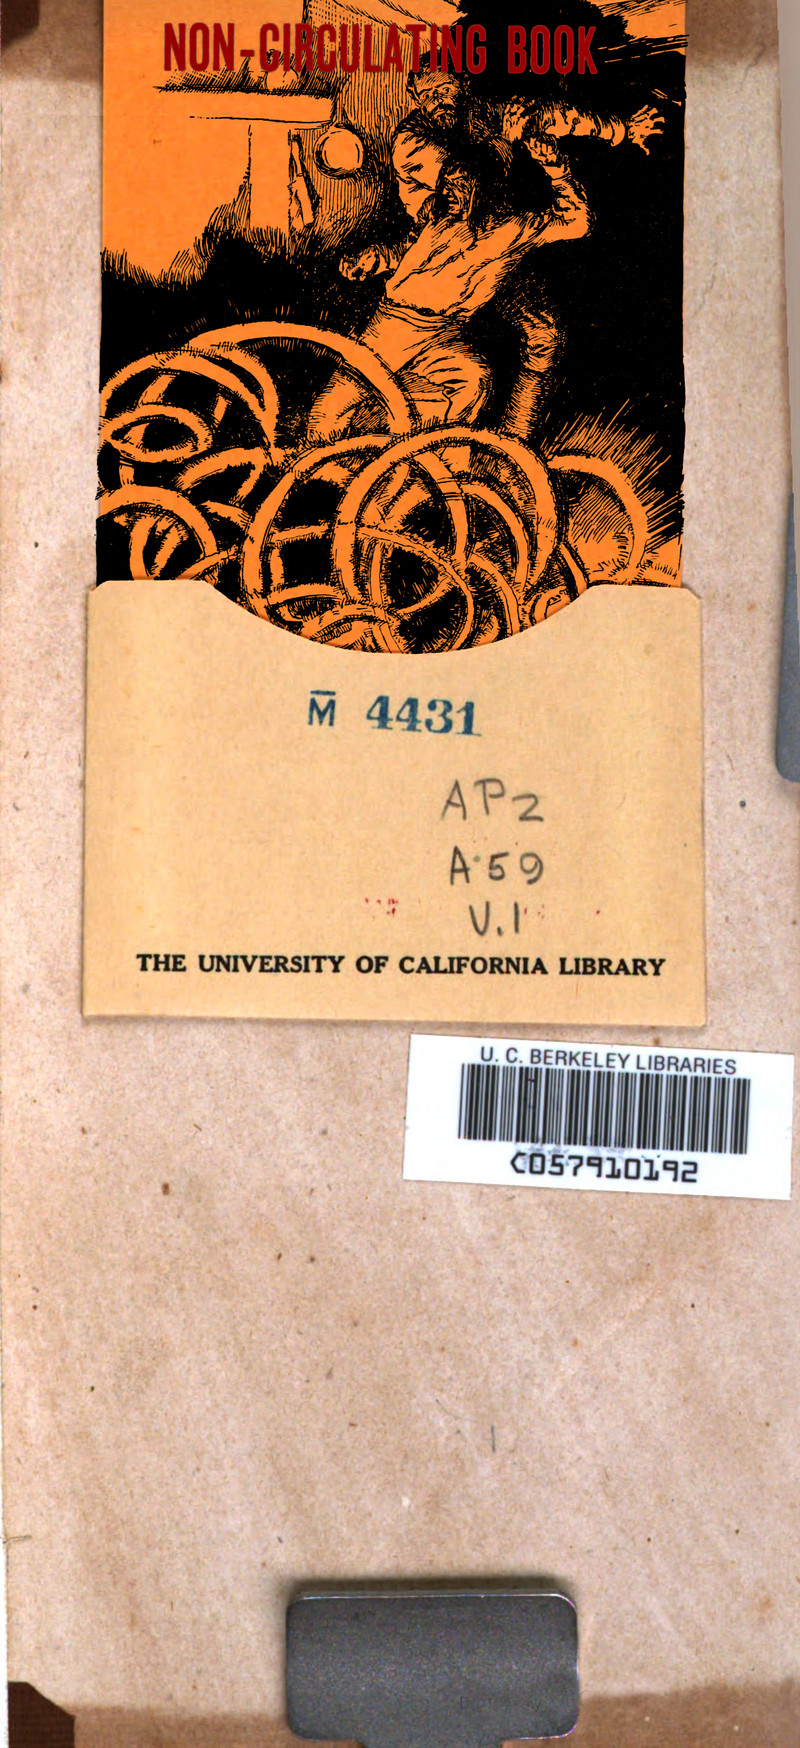 NON-CIRCULATING BOOK
M̅ 4431
AP2
A59
V.1
THE UNIVERSITY OF CALIFORNIA LIBRARY
U. C. BERKELEY LIBRARIES
C057910192